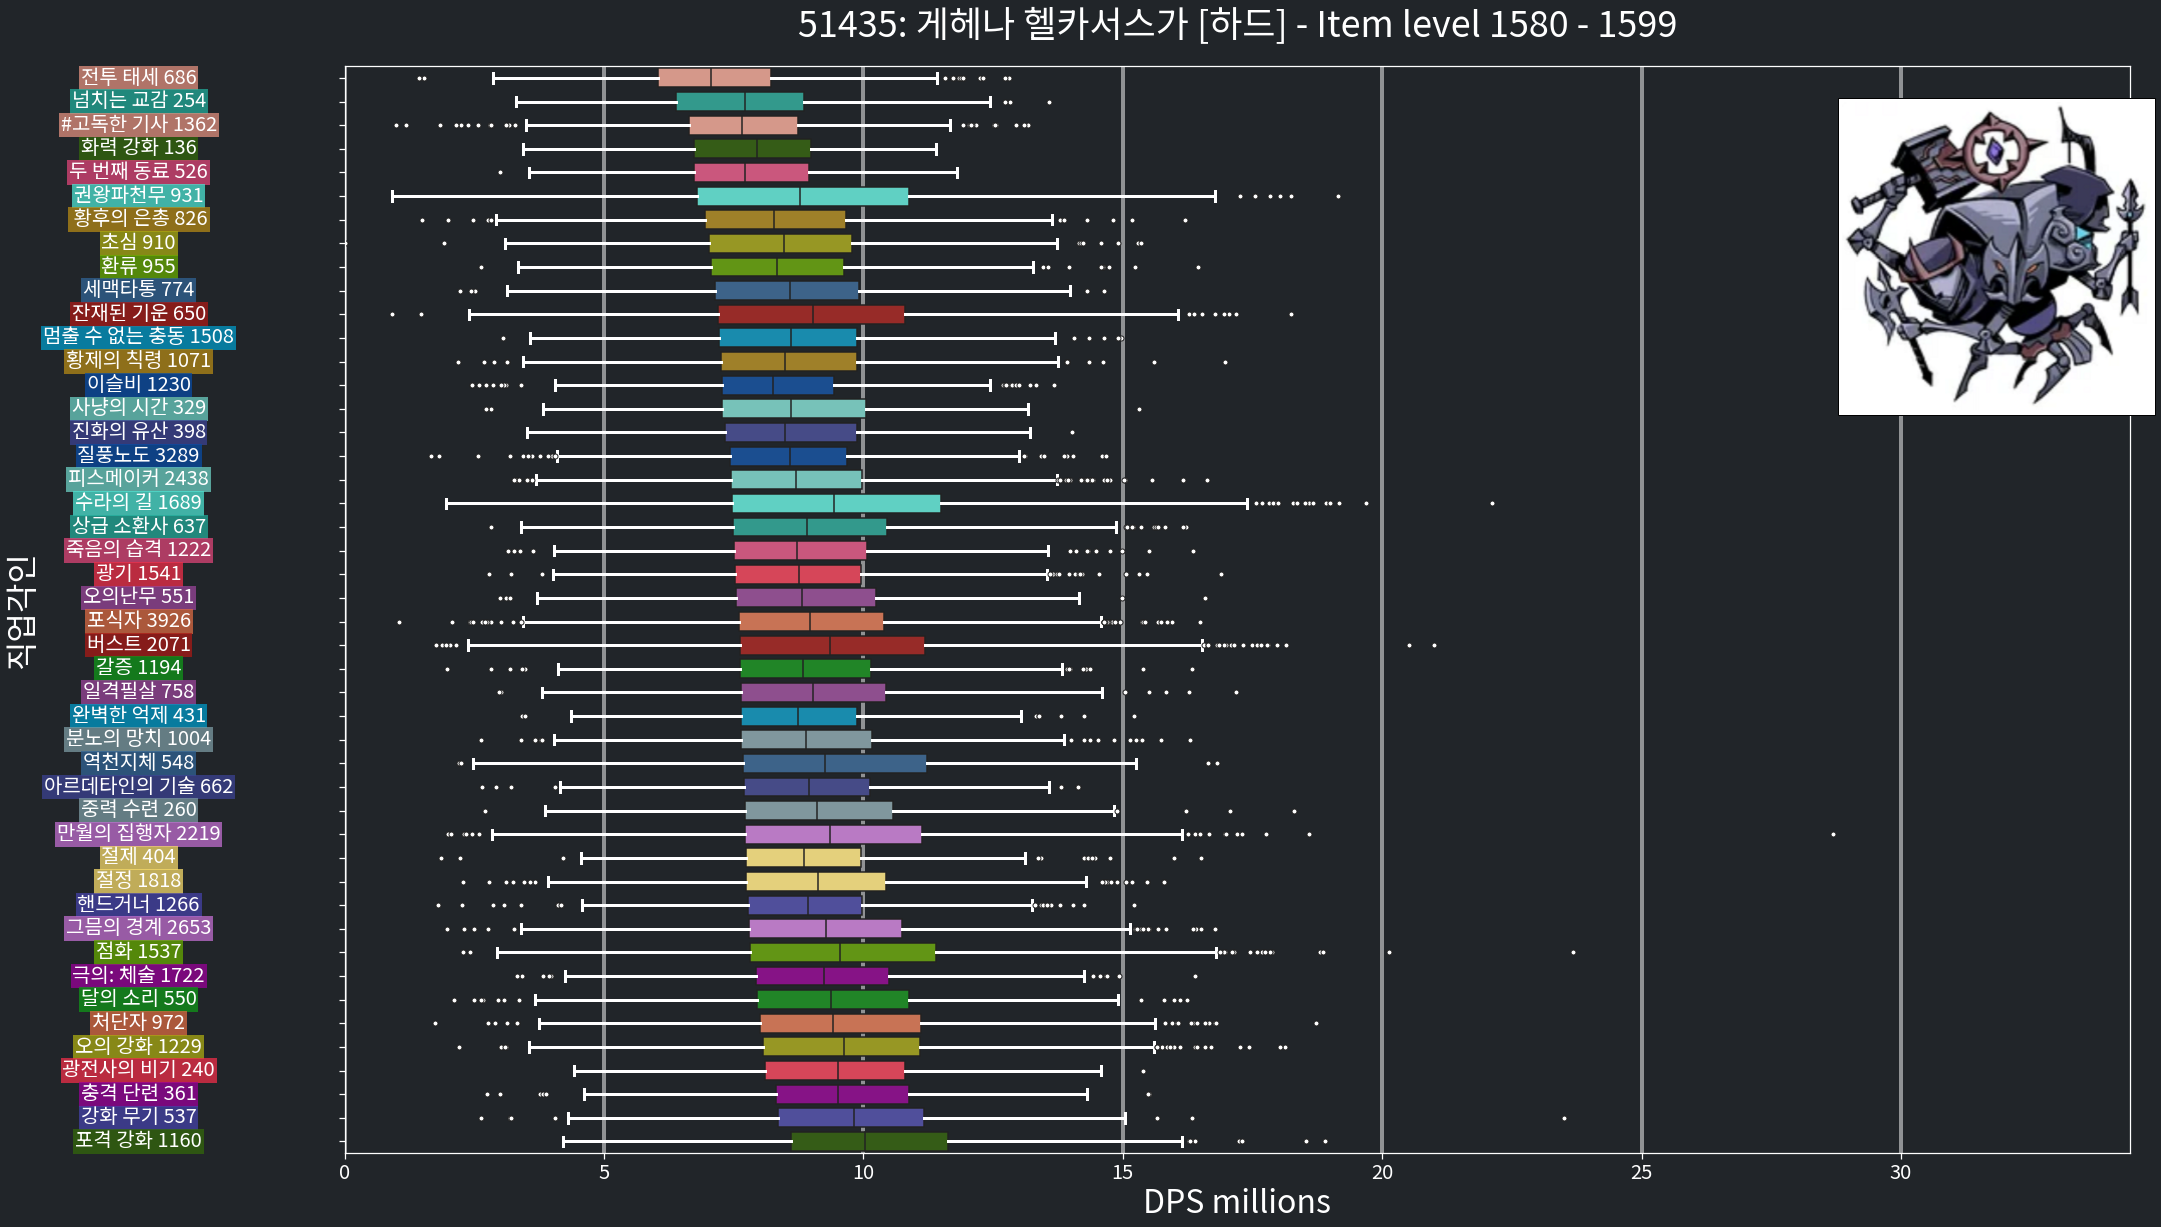 51435: 게헤나 헬카서스가 [하드] - Item level 1580 - 1599
전투 태세 686
넘치는 교감 254
#고독한 기사 1362
화력 강화 136
두 번째 동료 526
권왕파천무 931
황후의 은총 826
초심 910
환류 955
세맥타통 774
잔재된 기운 650
멈출 수 없는 충동 1508
황제의 칙령 1071
이슬비 1230
사냥의 시간 329
진화의 유산 398
질풍노도 3289
피스메이커 2438
수라의 길 1689
상급 소환사 637
죽음의 습격 1222
광기 1541
오의난무 551
포식자 3926
버스트 2071
갈증 1194
일격필살 758
완벽한 억제 431
분노의 망치 1004
역천지체 548
아르데타인의 기술 662
중력 수련 260
만월의 집행자 2219
절제 404
절정 1818
핸드거너 1266
그믐의 경계 2653
점화 1537
극의: 체술 1722
달의 소리 550
처단자 972
오의 강화 1229
광전사의 비기 240
충격 단련 361
강화 무기 537
포격 강화 1160
직업각인
0 5 10 15 20 25 30
DPS millions